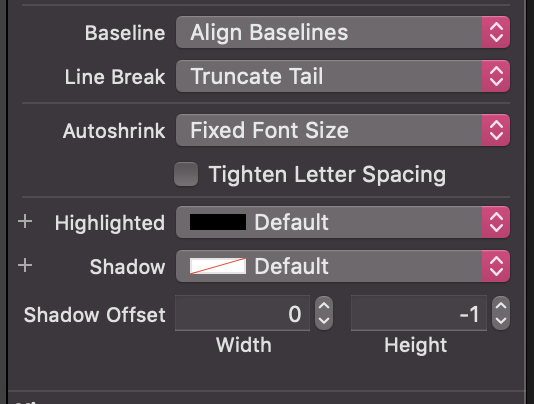 Baseline Align Baselines
Line Break Truncate Tail
Autoshrink Fixed Font Size
Tighten Letter Spacing
+ Highlighted Default
+ Shadow Default
Shadow Offset 0 -1
Width Height